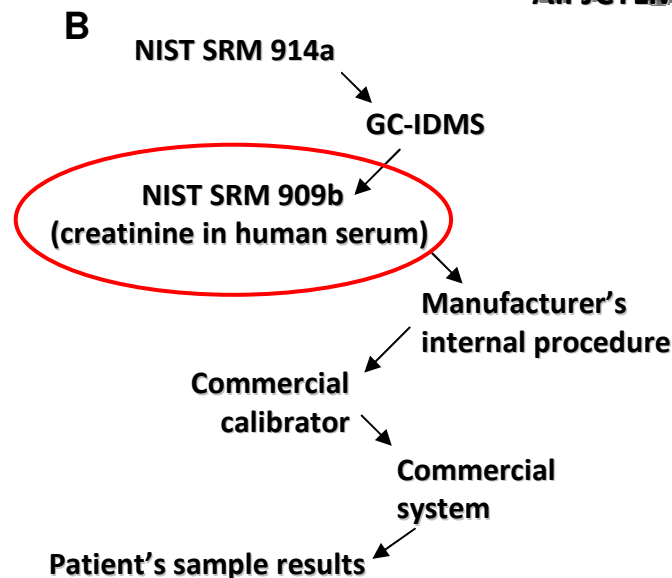 B
NIST SRM 914a
GC-IDMS
NIST SRM 909b
(creatinine in human serum)
Manufacturer’s
internal procedure
Commercial
calibrator
Commercial
system
Patient’s sample results